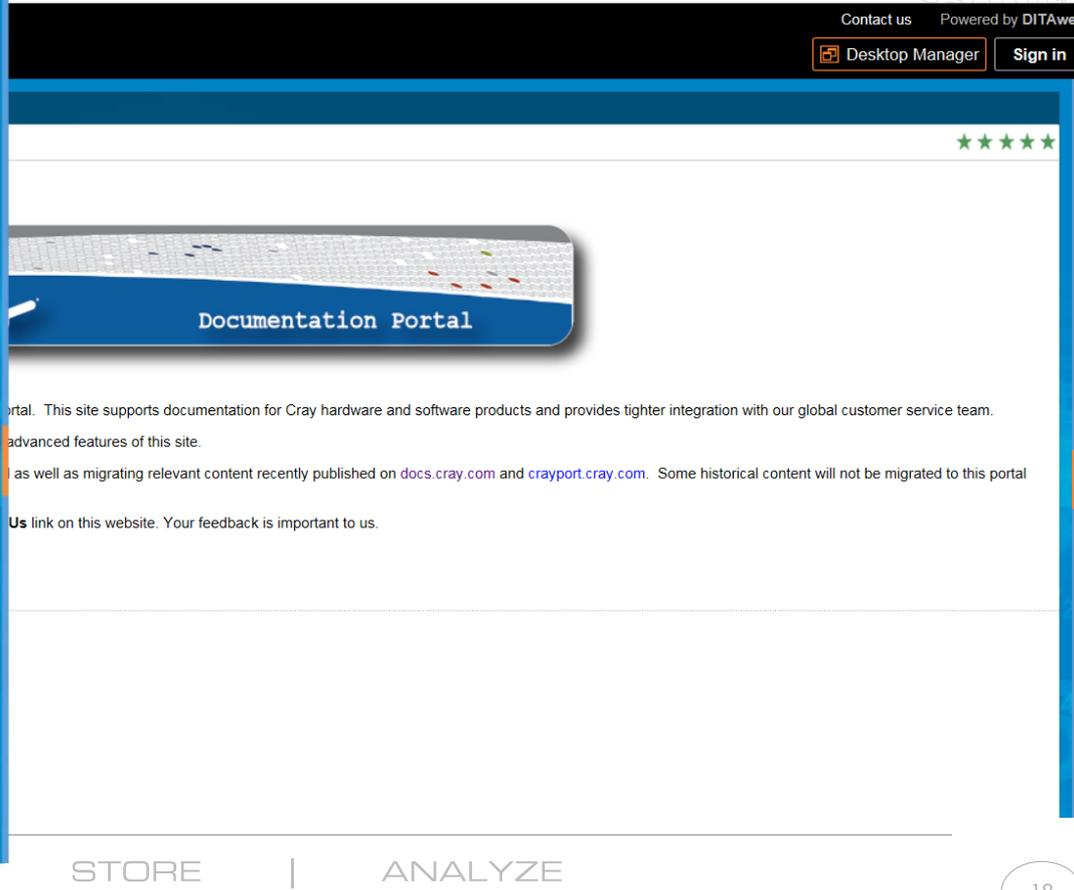 Contact us Powered by DITAwe
Desktop Manager Sign in
Documentation Portal
ortal. This site supports documentation for Cray hardware and software products and provides tighter integration with our global customer service team.
advanced features of this site.
as well as migrating relevant content recently published on docs.cray.com and crayport.cray.com. Some historical content will not be migrated to this portal
Us link on this website. Your feedback is important to us.
STORE | ANALYZE